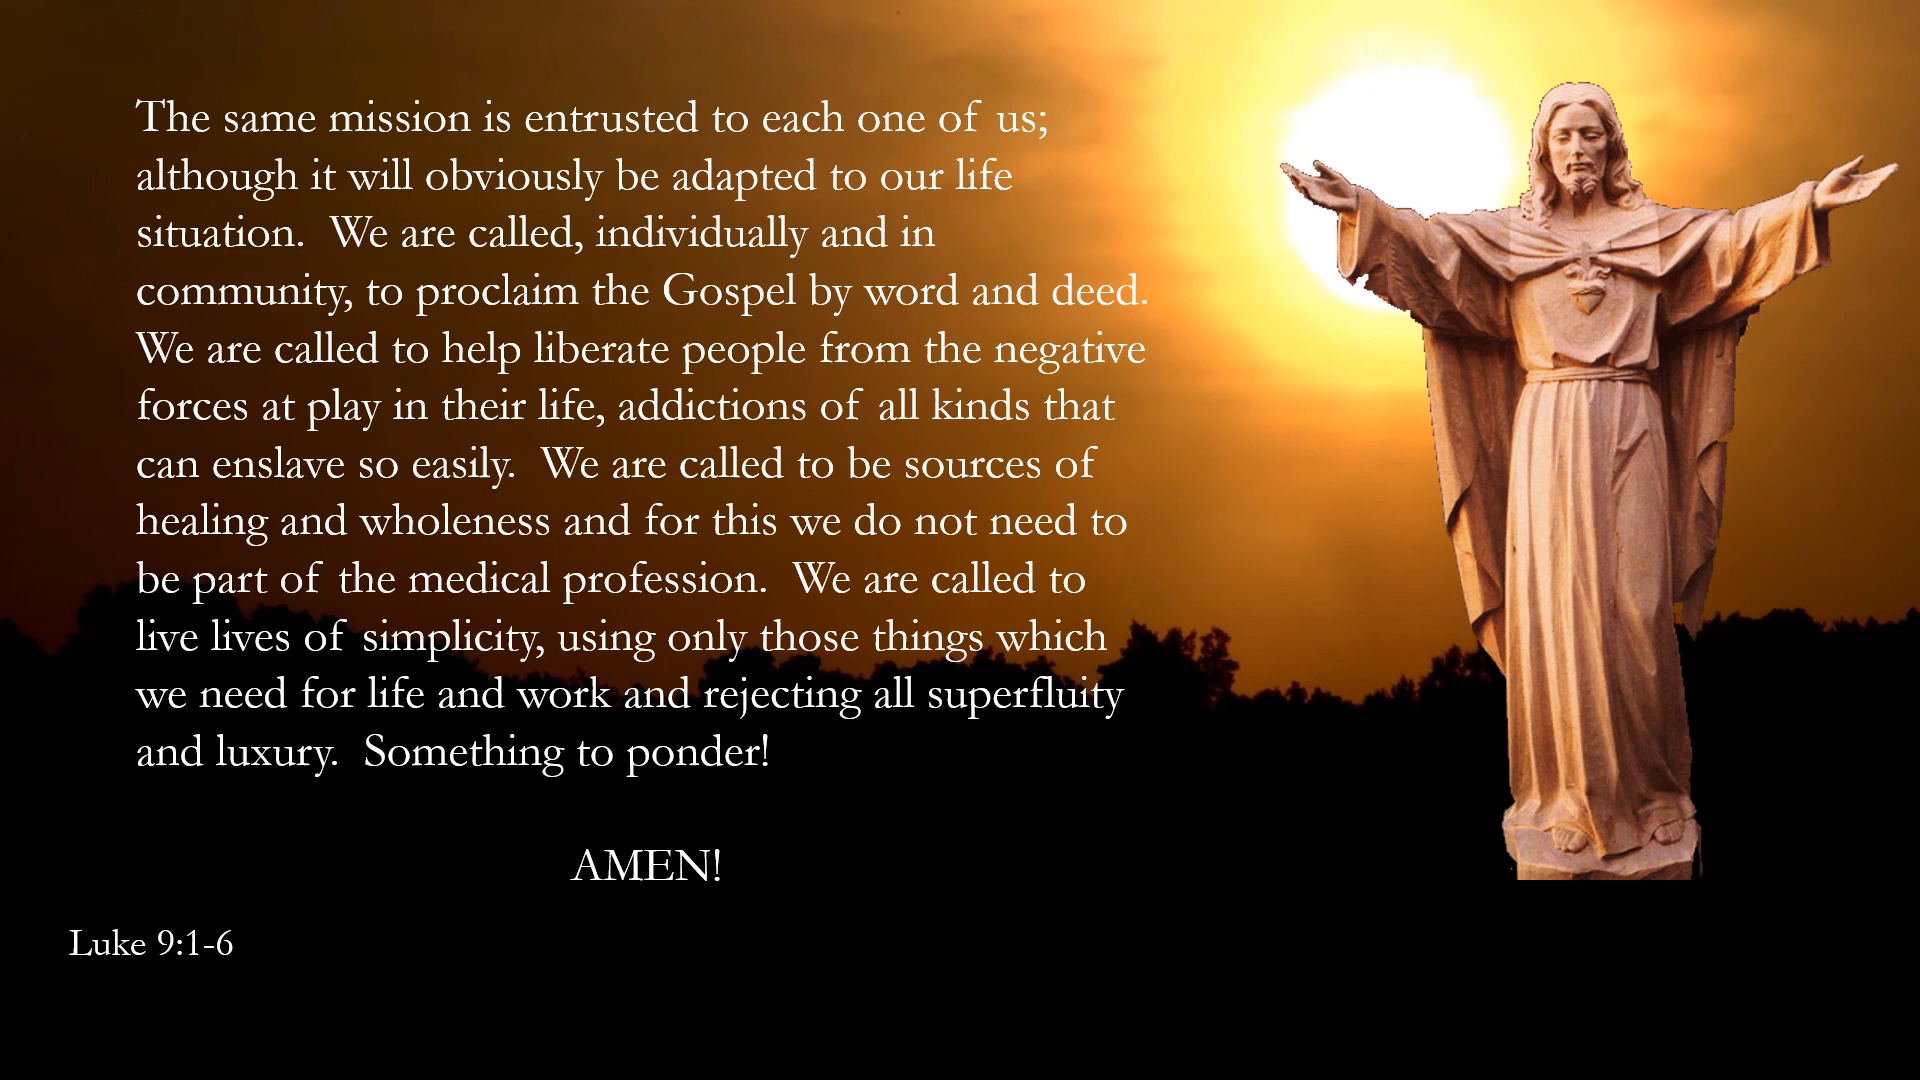 The same mission is entrusted to each one of us;
although it will obviously be adapted to our life
situation.  We are called, individually and in
community, to proclaim the Gospel by word and deed.
We are called to help liberate people from the negative
forces at play in their life, addictions of all kinds that
can enslave so easily.  We are called to be sources of
healing and wholeness and for this we do not need to
be part of the medical profession.  We are called to
live lives of simplicity, using only those things which
we need for life and work and rejecting all superfluity
and luxury.  Something to ponder!
AMEN!
Luke 9:1-6